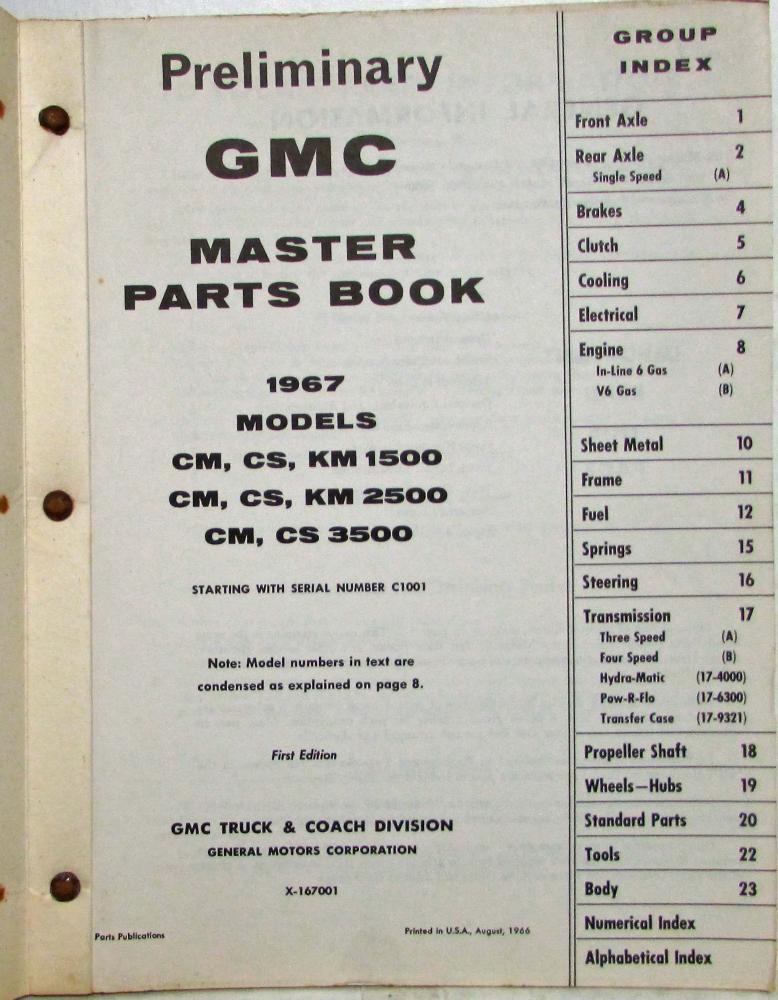 Preliminary
GMC
MASTER
PARTS BOOK
1967
MODELS
CM, CS, KM 1500
CM, CS, KM 2500
CM, CS 3500
STARTING WITH SERIAL NUMBER C1001
Note: Model numbers in text are
condensed as explained on page 8.
First Edition
GMC TRUCK & COACH DIVISION
GENERAL MOTORS CORPORATION
X-167001
Parts Publications
Printed in U.S.A., August, 1966
GROUP
INDEX
Front Axle 1
Rear Axle 2
Single Speed (A)
Brakes 4
Clutch 5
Cooling 6
Electrical 7
Engine 8
In-Line 6 Gas (A)
V6 Gas (B)
Sheet Metal 10
Frame 11
Fuel 12
Springs 15
Steering 16
Transmission 17
Three Speed (A)
Four Speed (B)
Hydra-Matic (17-4000)
Pow-R-Flo (17-6300)
Transfer Case (17-9321)
Propeller Shaft 18
Wheels—Hubs 19
Standard Parts 20
Tools 22
Body 23
Numerical Index
Alphabetical Index